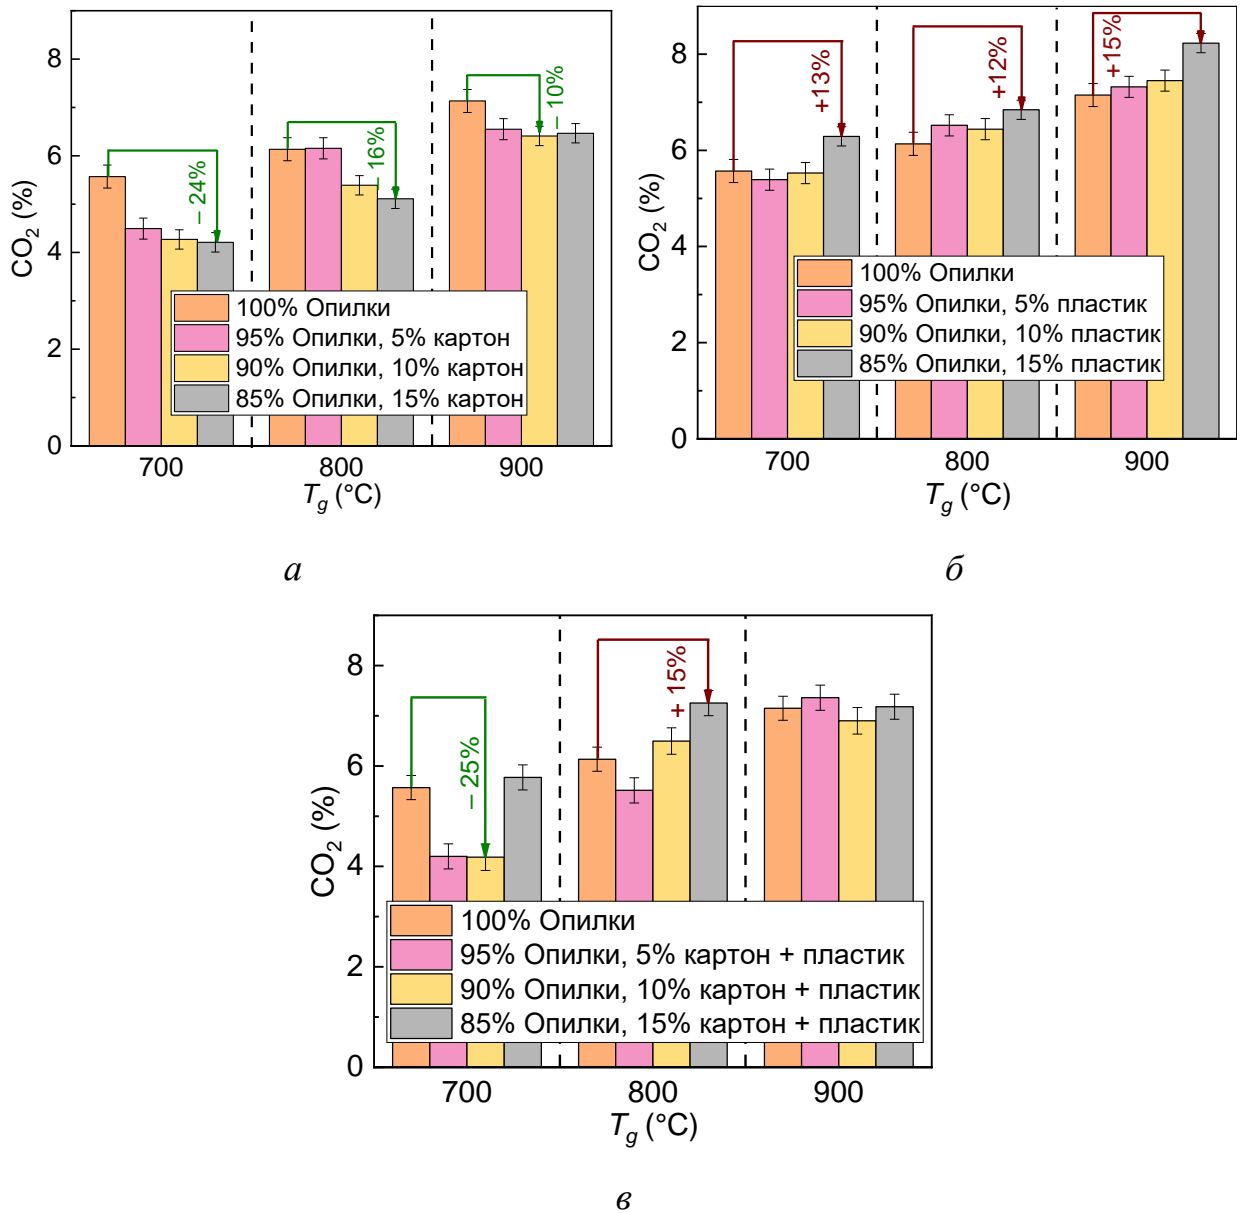 8
6
4
2
0
CO2 (%)
– 24%
– 16%
– 10%
100% Опилки
95% Опилки, 5% картон
90% Опилки, 10% картон
85% Опилки, 15% картон
700
800
900
Tg (°C)
а
8
6
4
2
0
CO2 (%)
+13%
+12%
+15%
100% Опилки
95% Опилки, 5% пластик
90% Опилки, 10% пластик
85% Опилки, 15% пластик
700
800
900
Tg (°C)
б
8
6
4
2
0
CO2 (%)
– 25%
+ 15%
100% Опилки
95% Опилки, 5% картон + пластик
90% Опилки, 10% картон + пластик
85% Опилки, 15% картон + пластик
700
800
900
Tg (°C)
в